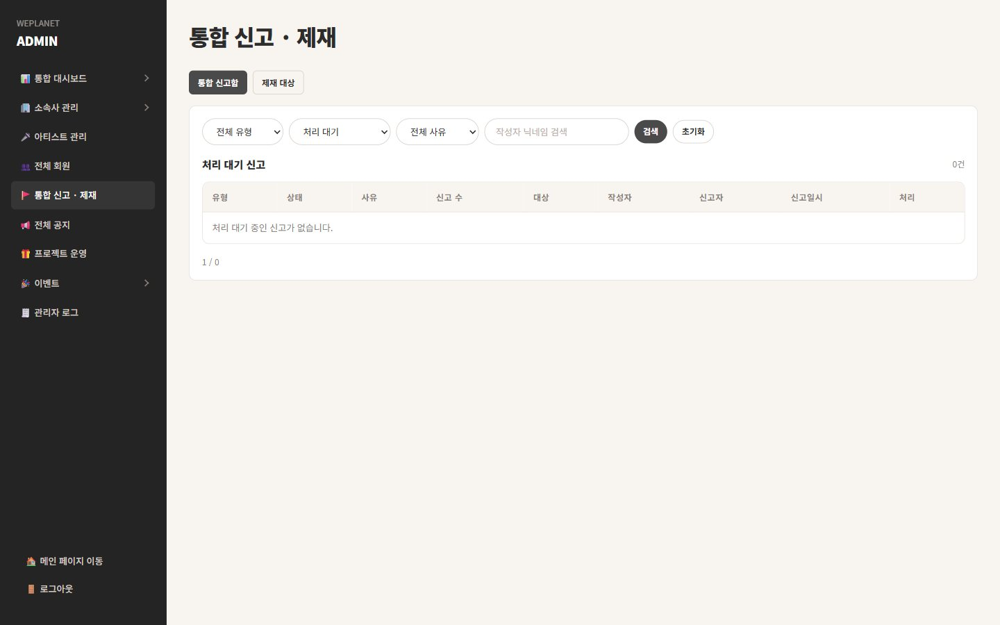 WEPLANET
ADMIN
통합 대시보드
소속사 관리
아티스트 관리
전체 회원
통합 신고 · 제재
전체 공지
프로젝트 운영
이벤트
관리자 로그
메인 페이지 이동
로그아웃
통합 신고 · 제재
통합 신고함 제재 대상
전체 유형 처리 대기 전체 사유 작성자 닉네임 검색 검색 초기화
처리 대기 신고 0건
유형 상태 사유 신고 수 대상 작성자 신고자 신고일시 처리
처리 대기 중인 신고가 없습니다.
1 / 0